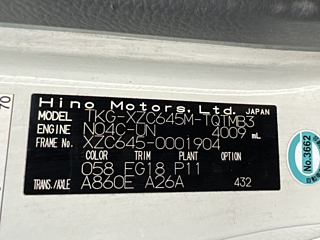 Hino Motors, Ltd. JAPAN
MODEL TKG-XZC645M-TQTMB3
ENGINE N04C-UN 4009 mL
FRAME No. XZC645-0001904
COLOR TRIM PLANT OPTION
058 EG18 P11
TRANS./AXLE A860E A26A 432
No.3662
70